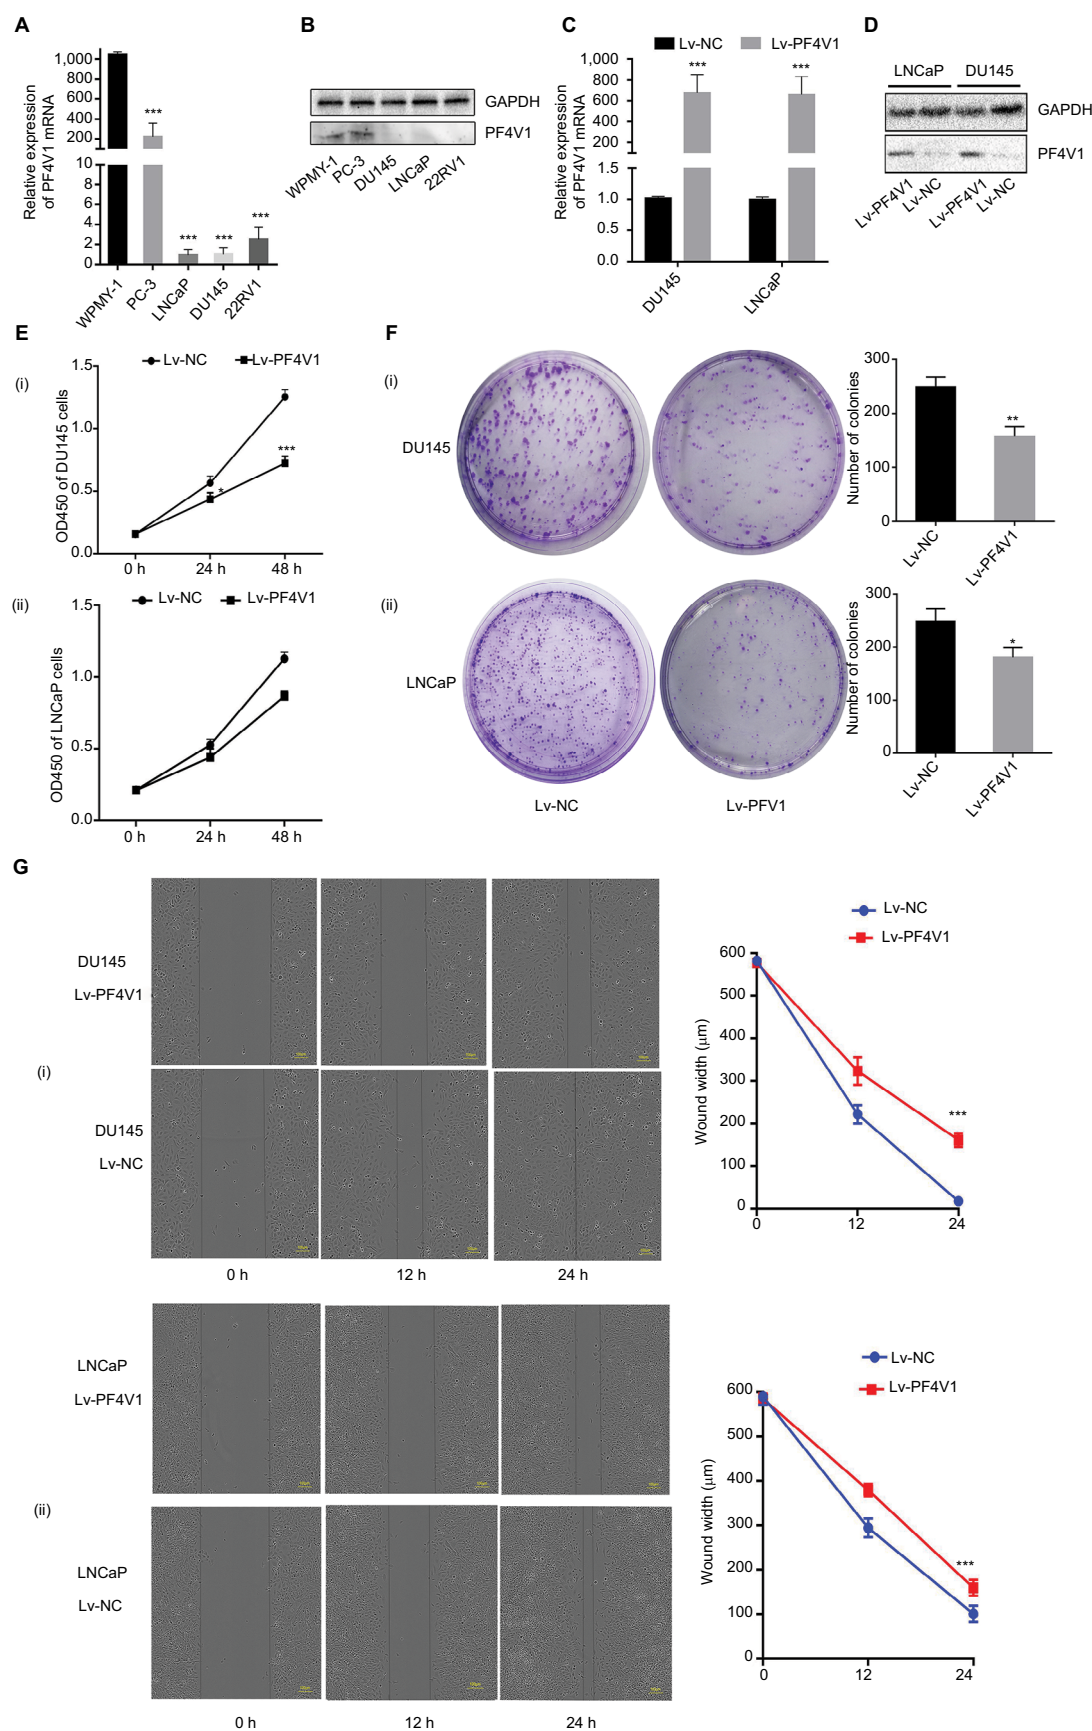 A
Relative expression
of PF4V1 mRNA
1,000
800
600
400
200
10
8
6
4
2
0
***
***
***
***
WPMY-1
PC-3
LNCaP
DU145
22RV1
B
GAPDH
PF4V1
WPMY-1
PC-3
DU145
LNCaP
22RV1
C
Lv-NC
Lv-PF4V1
Relative expression
of PF4V1 mRNA
1,000
800
600
400
200
1.5
1.0
0.5
0.0
***
***
DU145
LNCaP
D
LNCaP DU145
GAPDH
PF4V1
Lv-PF4V1
Lv-NC
Lv-PF4V1
Lv-NC
E
(i)
Lv-NC
Lv-PF4V1
OD450 of DU145 cells
1.5
1.0
0.5
0.0
*
***
0 h 24 h 48 h
(ii)
Lv-NC
Lv-PF4V1
OD450 of LNCaP cells
1.5
1.0
0.5
0.0
0 h 24 h 48 h
F
(i)
DU145
Number of colonies
300
200
100
0
**
Lv-NC
Lv-PF4V1
(ii)
LNCaP
Lv-NC
Lv-PFV1
Number of colonies
300
200
100
0
*
Lv-NC
Lv-PF4V1
G
(i)
DU145
Lv-PF4V1
DU145
Lv-NC
0 h 12 h 24 h
Lv-NC
Lv-PF4V1
Wound width (μm)
600
500
400
300
200
100
0
***
0 12 24
(ii)
LNCaP
Lv-PF4V1
LNCaP
Lv-NC
0 h 12 h 24 h
Lv-NC
Lv-PF4V1
Wound width (μm)
600
500
400
300
200
100
0
***
0 12 24